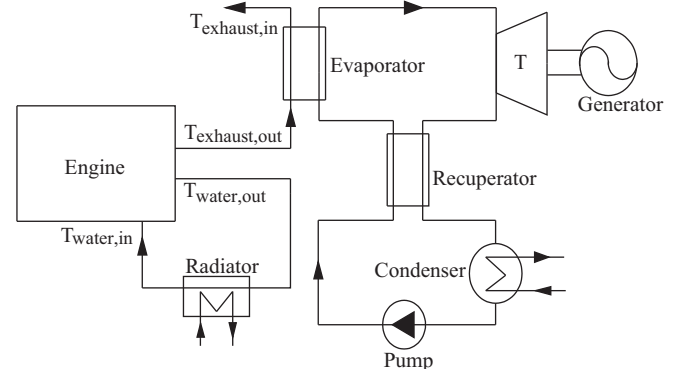 T_exhaust,in
Evaporator
T
Generator
T_exhaust,out
Engine
T_water,out
Recuperator
T_water,in
Radiator
Condenser
Pump